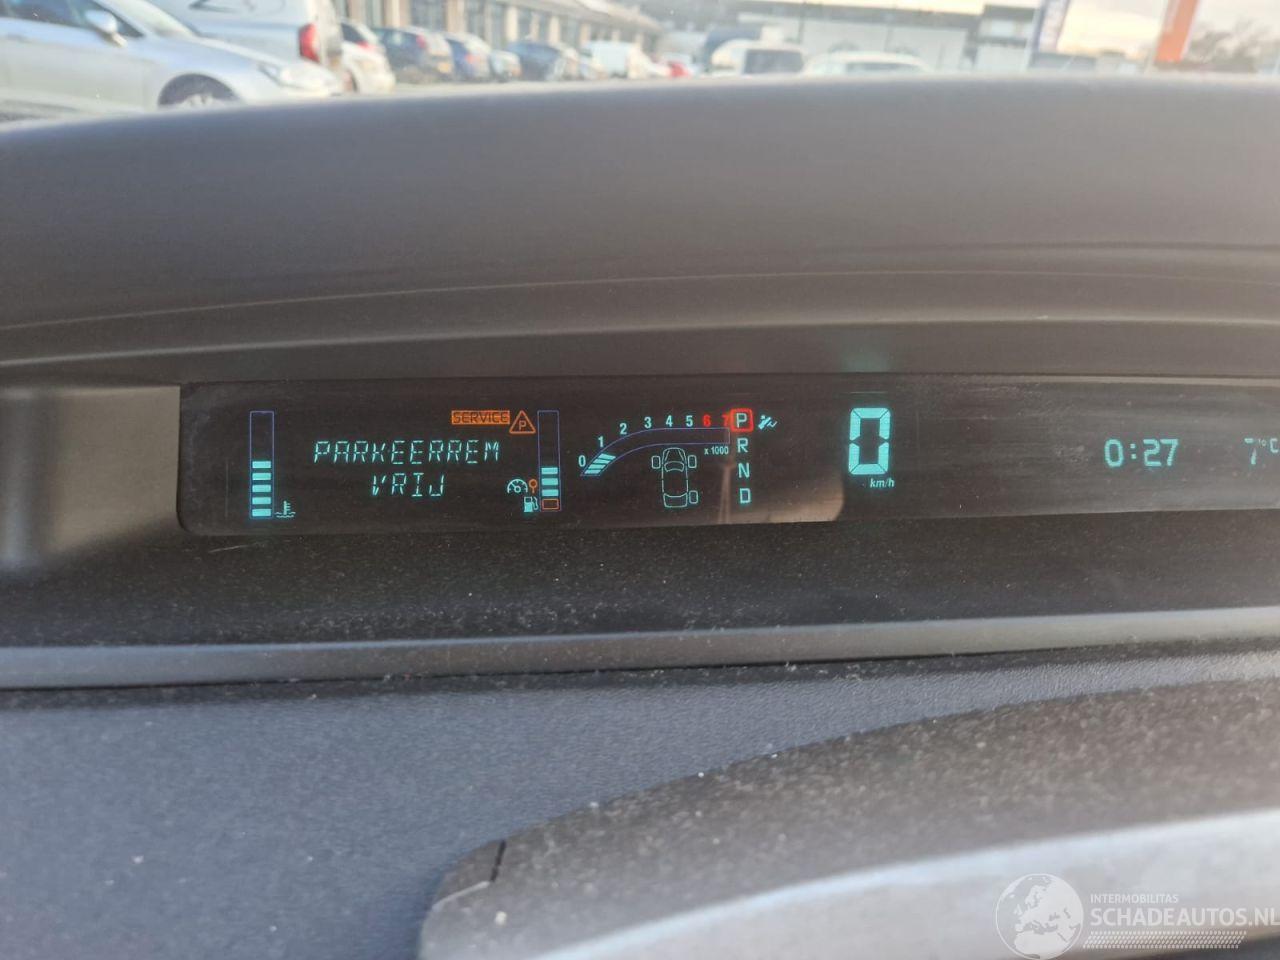 SERVICE P
PARKEERREM
VRIJ
0 1 2 3 4 5 6 7
x 1000
P
R
N
D
0
km/h
0:27
7°C
INTERMOBILITAS
SCHADEAUTOS.NL